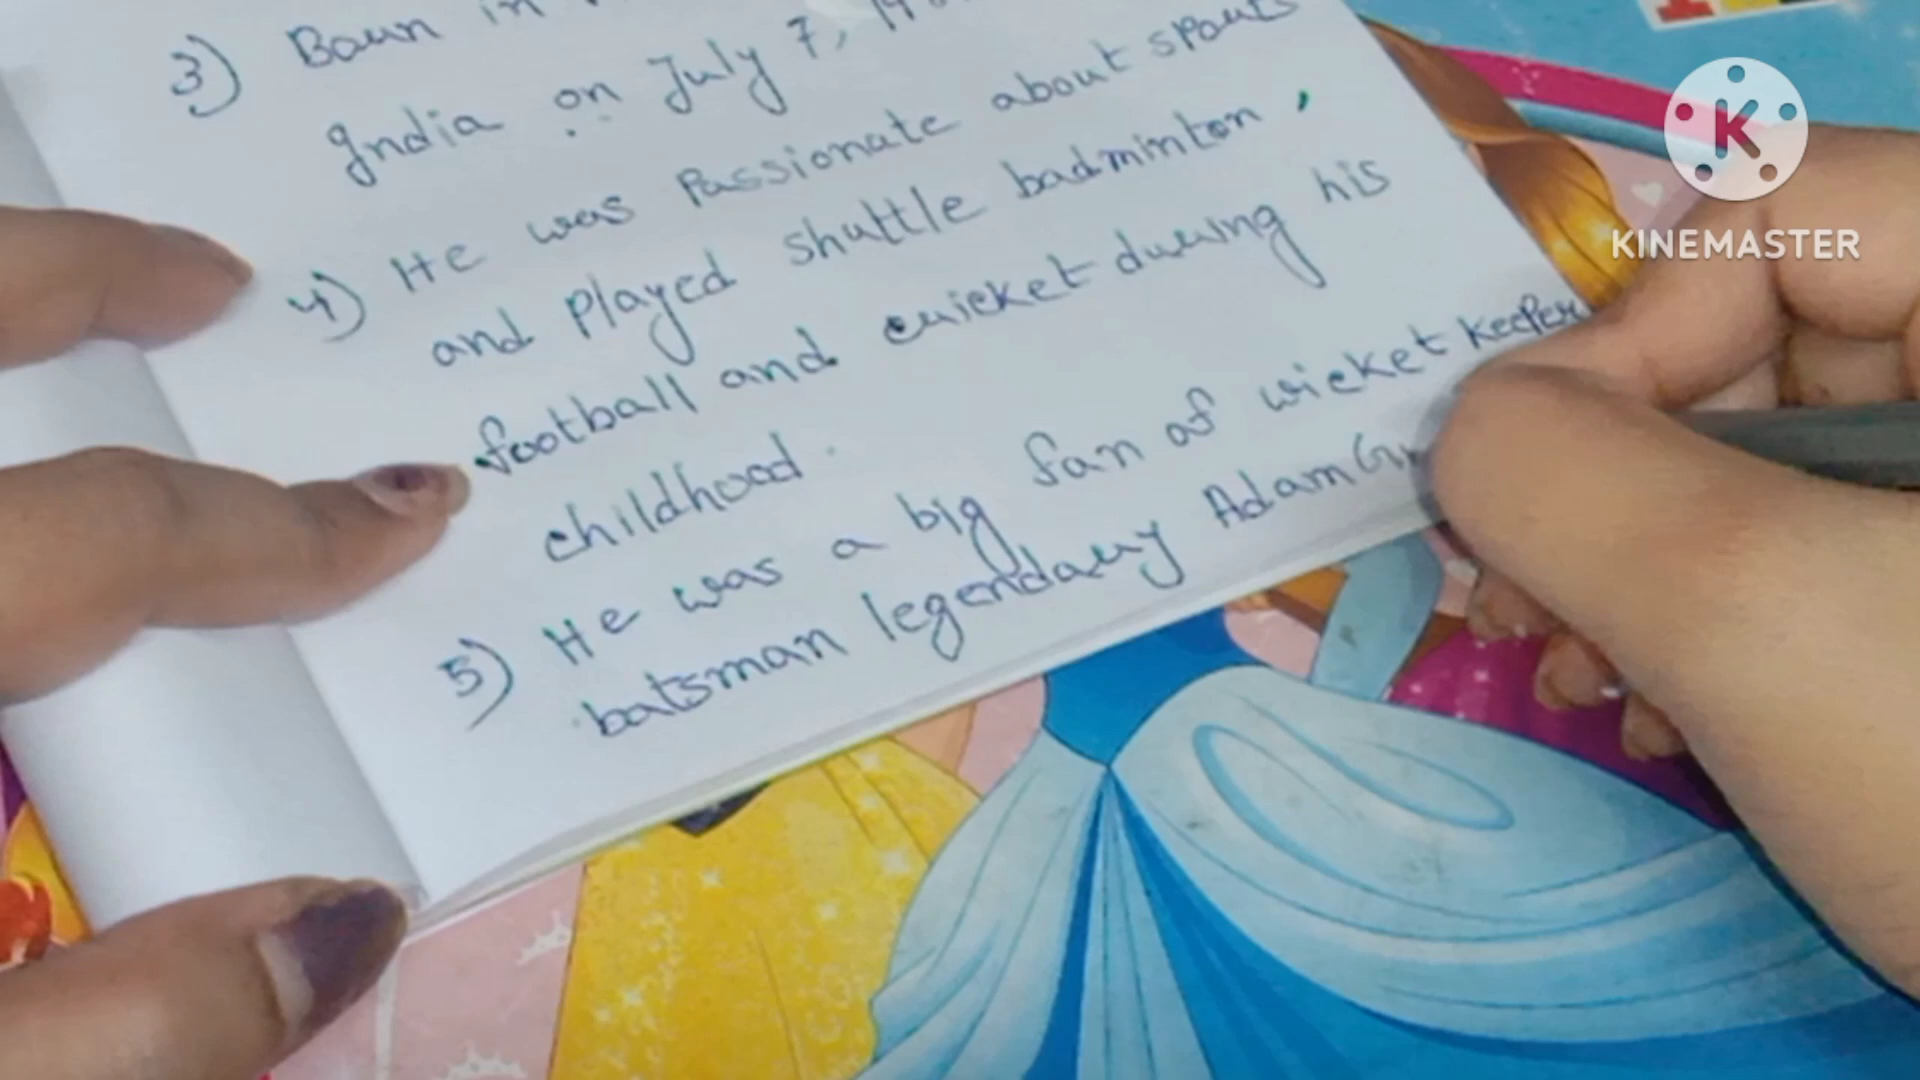 3) Born in
India on July 7, 19
4) He was Passionate about sports
and Played shuttle badminton,
football and cricket during his
childhood.
5) He was a big fan of wicket keeper
batsman legendary Adam
KINEMASTER